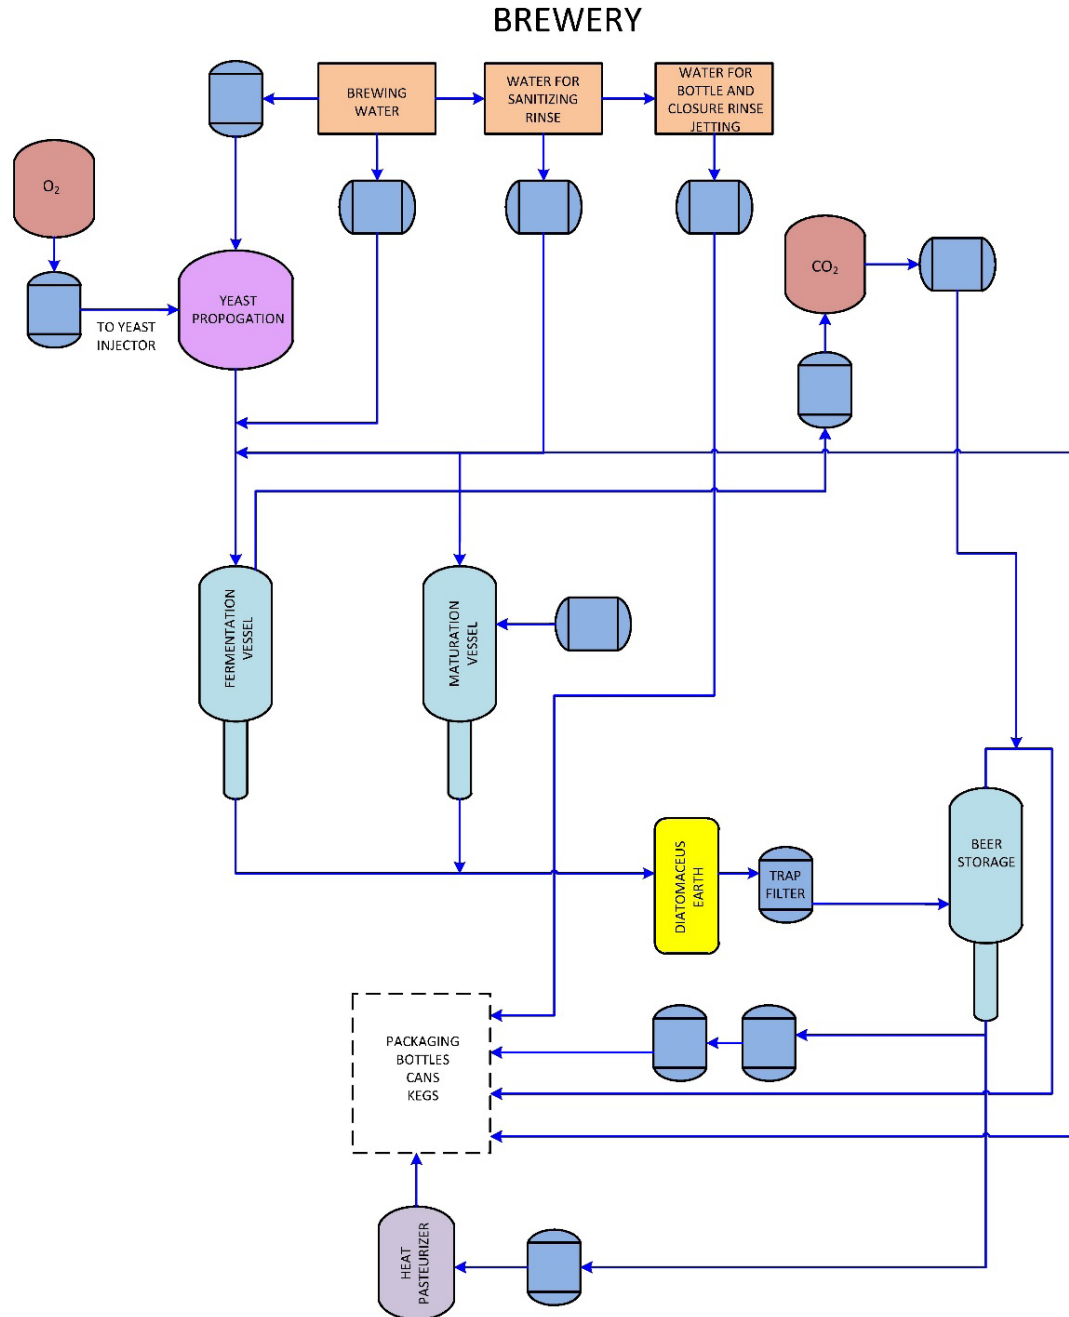 BREWERY
BREWING
WATER
WATER FOR
SANITIZING
RINSE
WATER FOR
BOTTLE AND
CLOSURE RINSE
JETTING
O₂
CO₂
YEAST
PROPOGATION
TO YEAST
INJECTOR
FERMENTATION
VESSEL
MATURATION
VESSEL
DIATOMACEUS
EARTH
TRAP
FILTER
BEER
STORAGE
PACKAGING
BOTTLES
CANS
KEGS
HEAT
PASTEURIZER